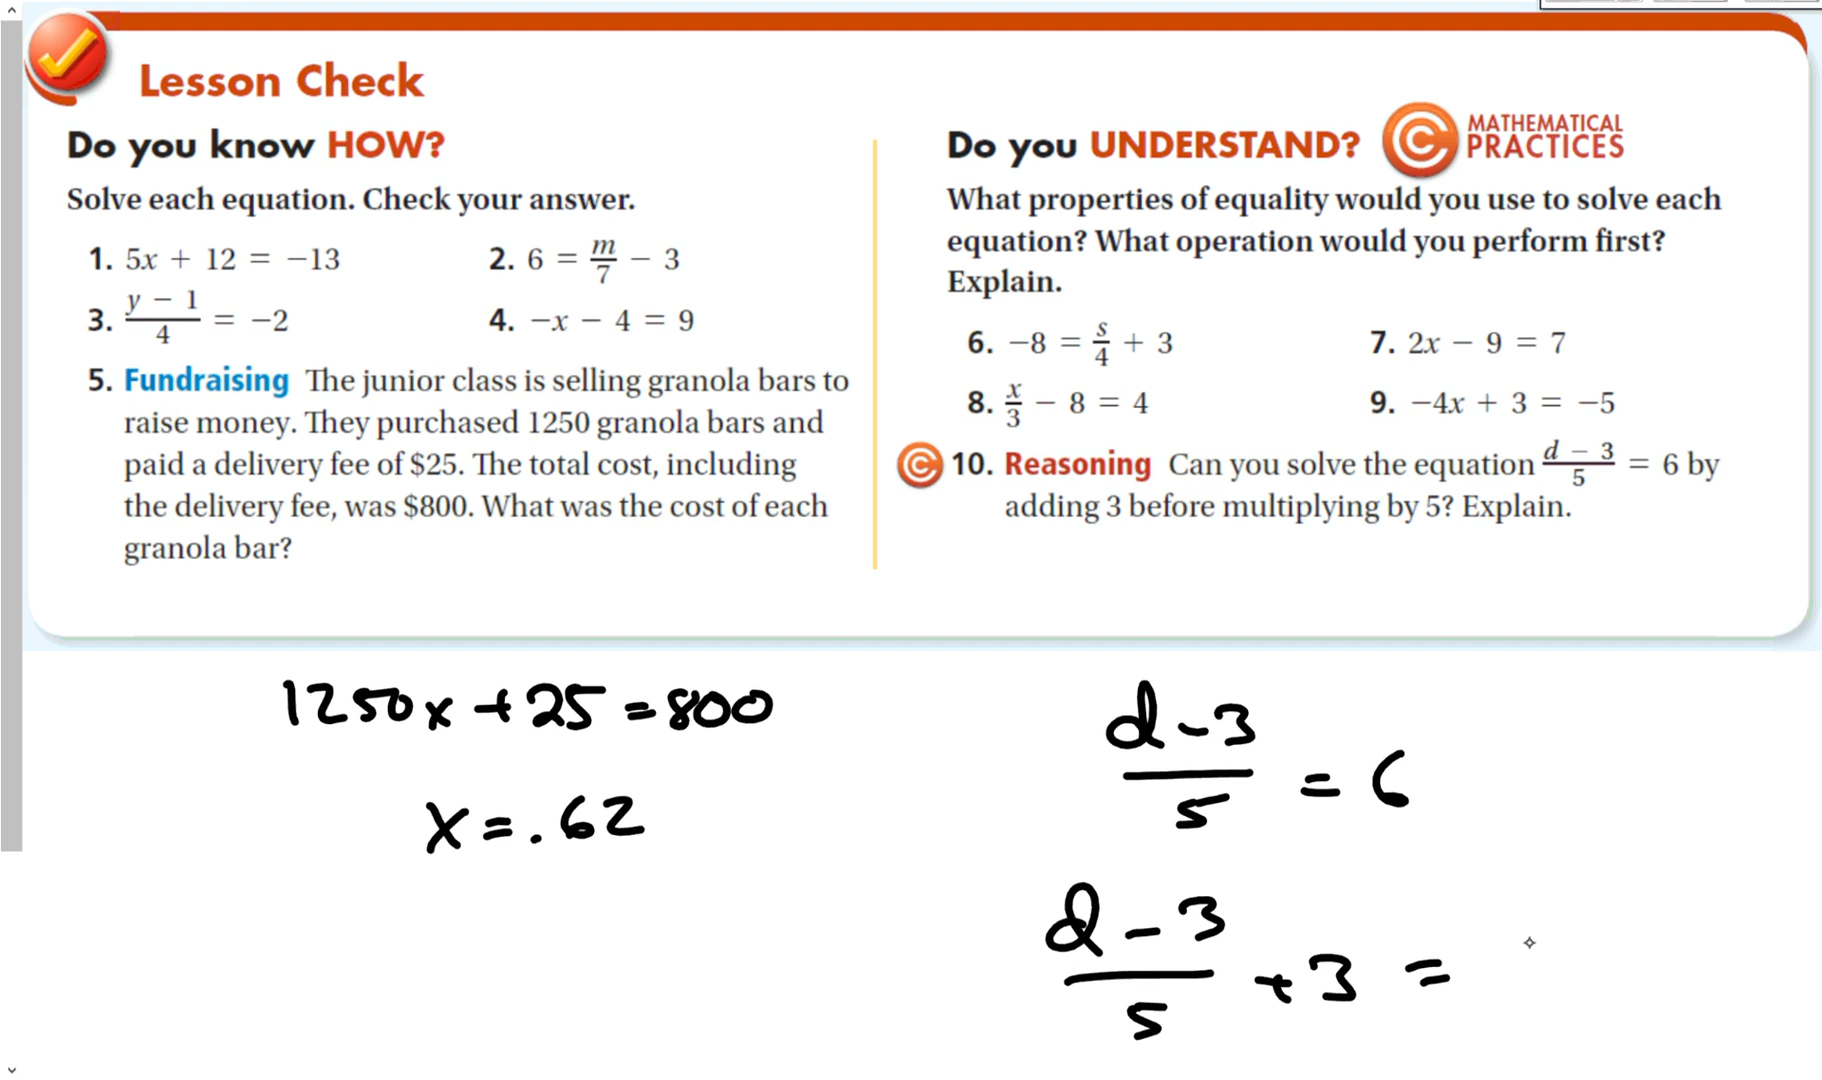 Lesson Check
Do you know HOW?
Solve each equation. Check your answer.
1. 5x + 12 = −13
2. 6 = m/7 − 3
3. (y − 1)/4 = −2
4. −x − 4 = 9
5. Fundraising The junior class is selling granola bars to
raise money. They purchased 1250 granola bars and
paid a delivery fee of $25. The total cost, including
the delivery fee, was $800. What was the cost of each
granola bar?
Do you UNDERSTAND?
MATHEMATICAL
PRACTICES
What properties of equality would you use to solve each
equation? What operation would you perform first?
Explain.
6. −8 = s/4 + 3
7. 2x − 9 = 7
8. x/3 − 8 = 4
9. −4x + 3 = −5
10. Reasoning Can you solve the equation (d − 3)/5 = 6 by
adding 3 before multiplying by 5? Explain.
1250x + 25 = 800
x = .62
(d − 3)/5 = 6
(d − 3)/5 + 3 =